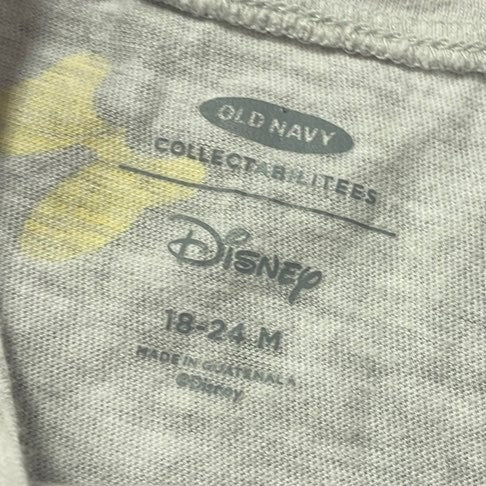 OLD NAVY
COLLECTABILITEES
Disney
18-24 M
MADE IN GUATEMALA
©Disney